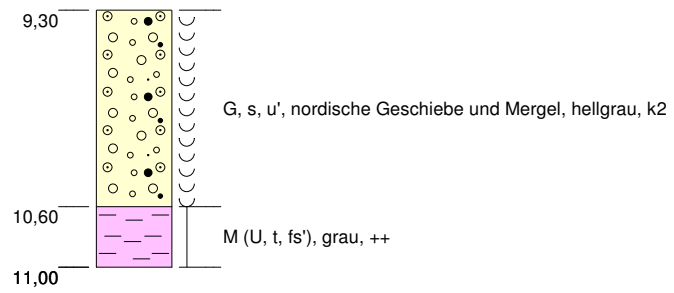 9,30
G, s, u', nordische Geschiebe und Mergel, hellgrau, k2
10,60
M (U, t, fs'), grau, ++
11,00